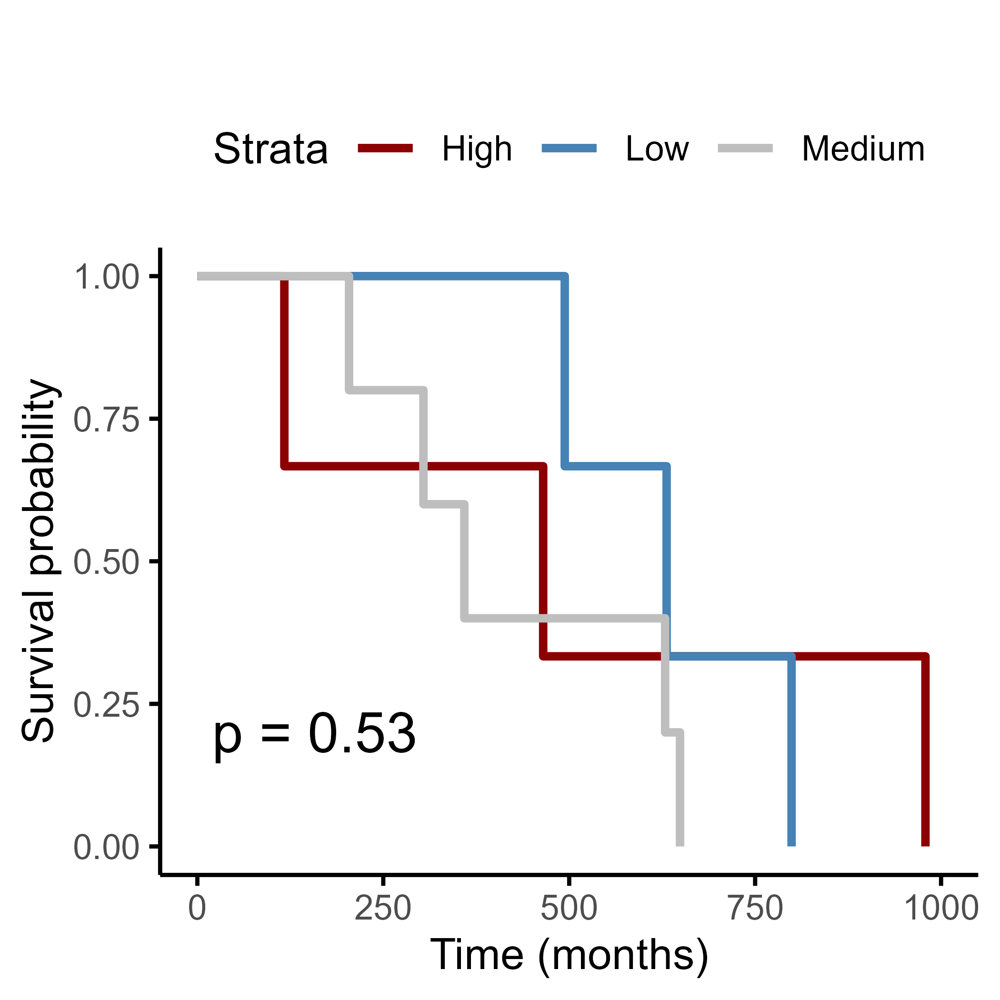 Strata High Low Medium
Survival probability
1.00
0.75
0.50
0.25
0.00
p = 0.53
0 250 500 750 1000
Time (months)